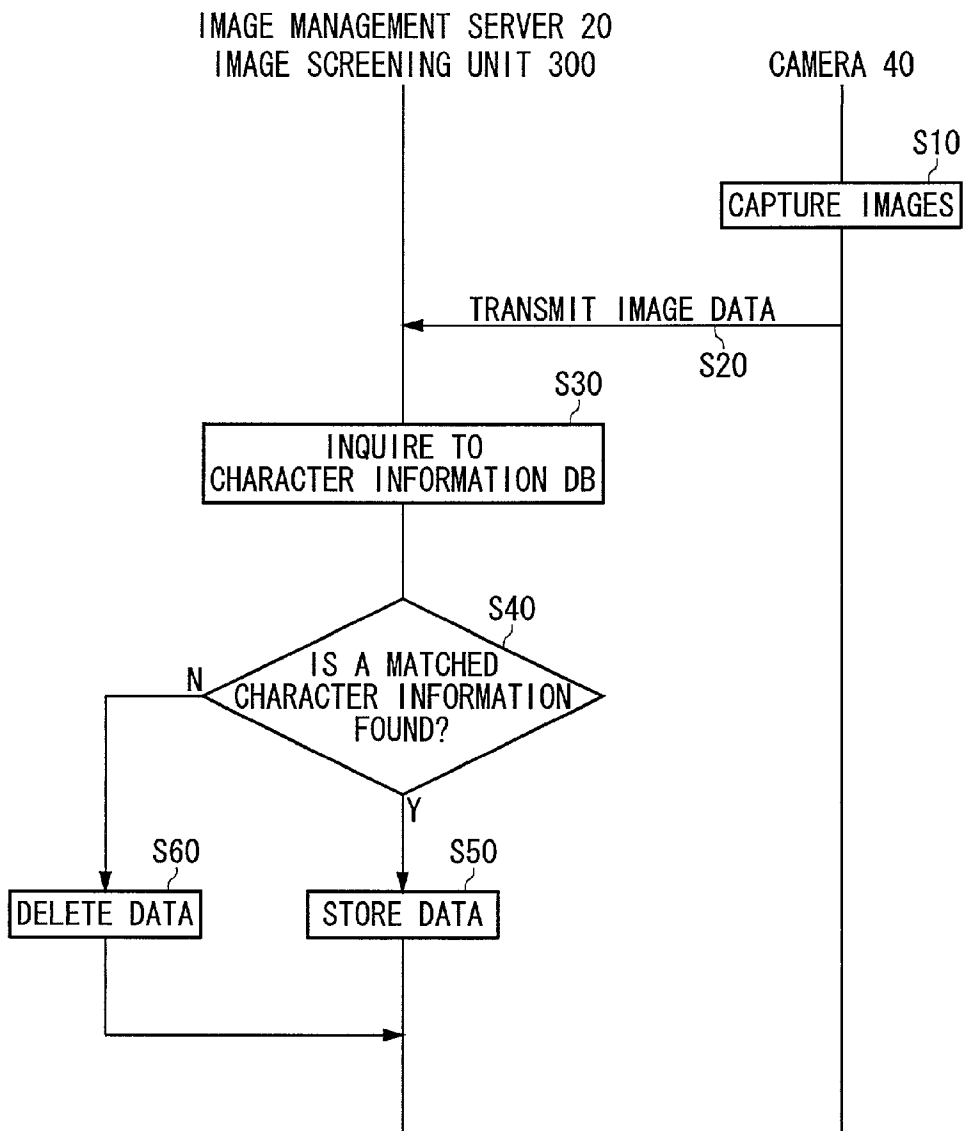 IMAGE MANAGEMENT SERVER 20
IMAGE SCREENING UNIT 300
CAMERA 40
S10
CAPTURE IMAGES
TRANSMIT IMAGE DATA
S20
S30
INQUIRE TO
CHARACTER INFORMATION DB
S40
IS A MATCHED
CHARACTER INFORMATION
FOUND?
N
Y
S60
DELETE DATA
S50
STORE DATA